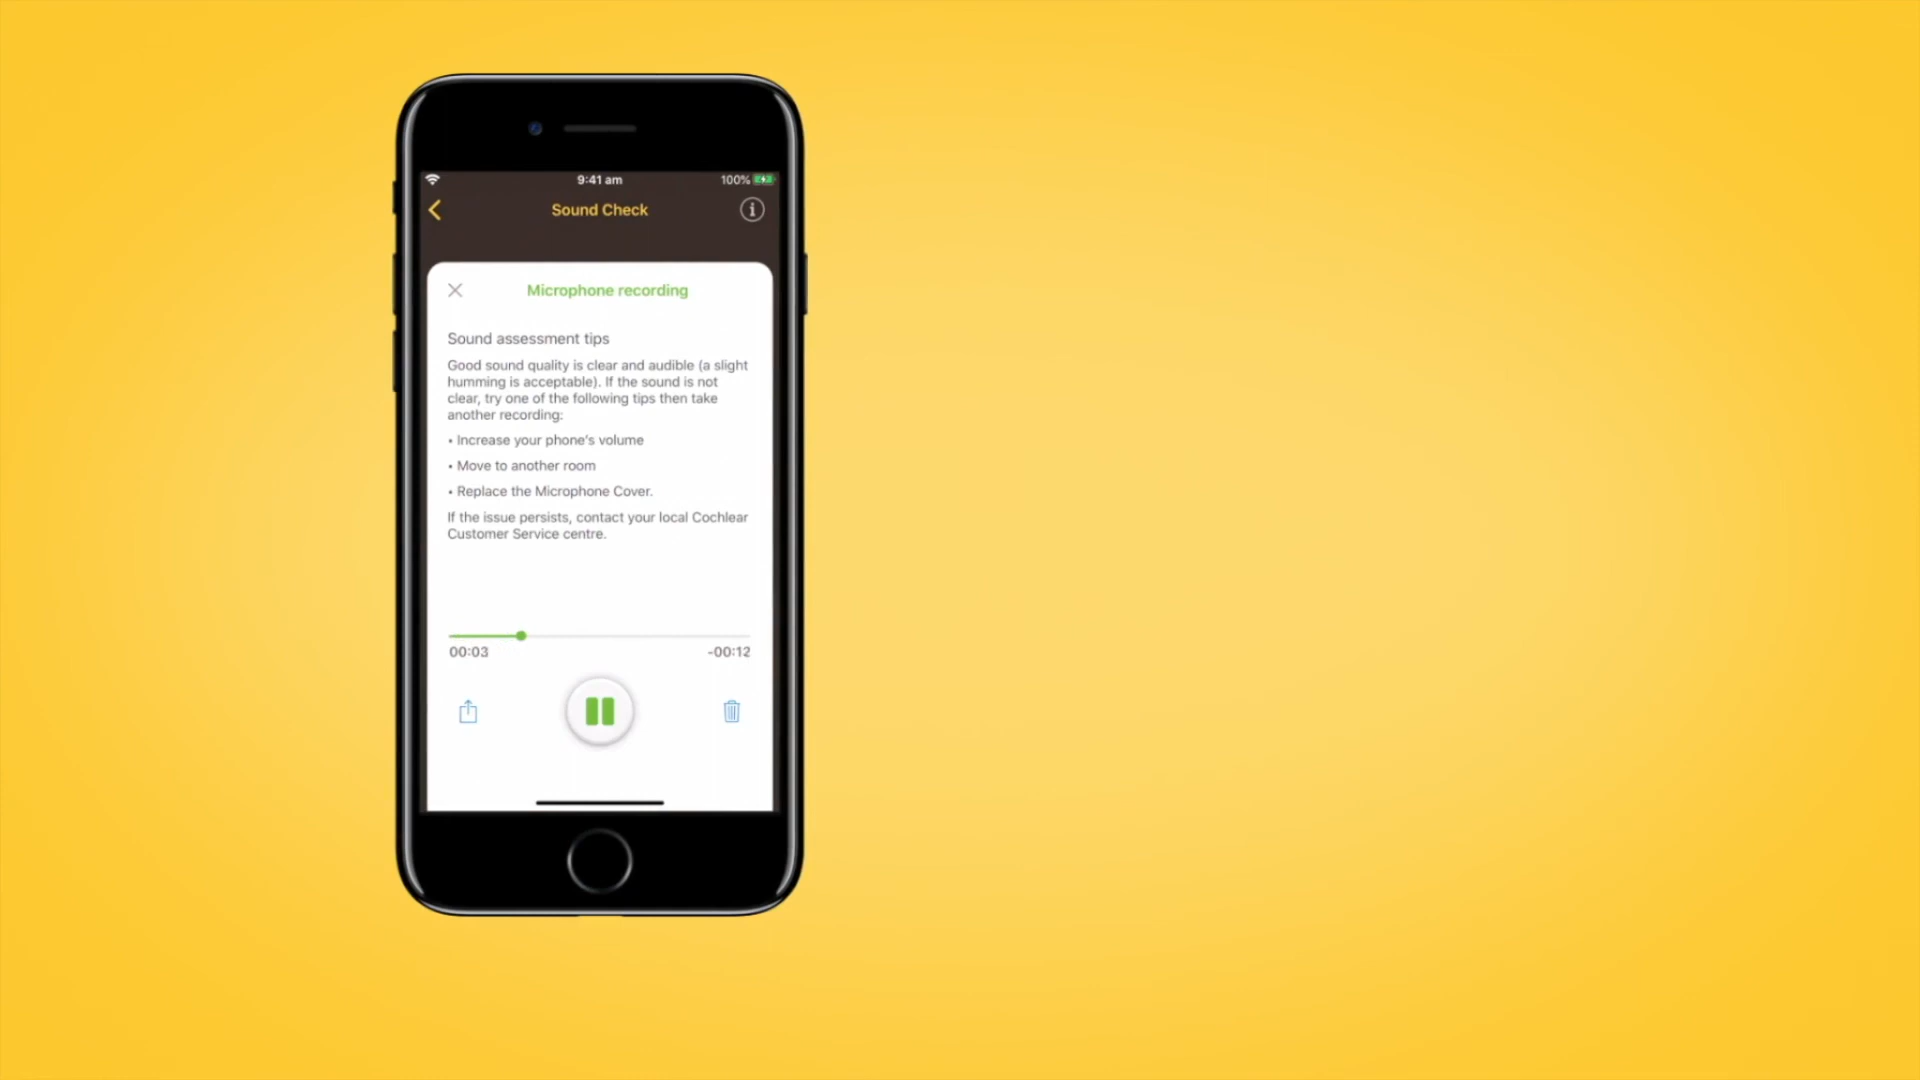 9:41 am
100%
Sound Check
Microphone recording
Sound assessment tips
Good sound quality is clear and audible (a slight
humming is acceptable). If the sound is not
clear, try one of the following tips then take
another recording:
• Increase your phone's volume
• Move to another room
• Replace the Microphone Cover.
If the issue persists, contact your local Cochlear
Customer Service centre.
00:03
-00:12